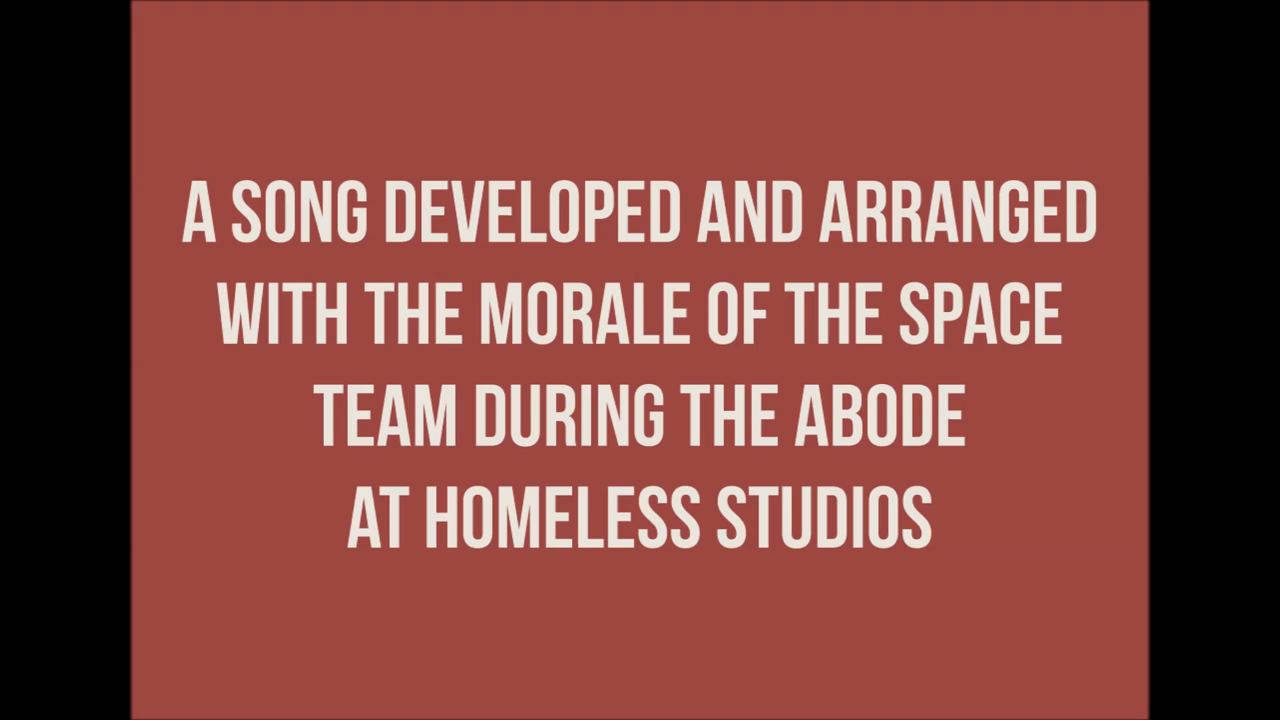 A SONG DEVELOPED AND ARRANGED
WITH THE MORALE OF THE SPACE
TEAM DURING THE ABODE
AT HOMELESS STUDIOS